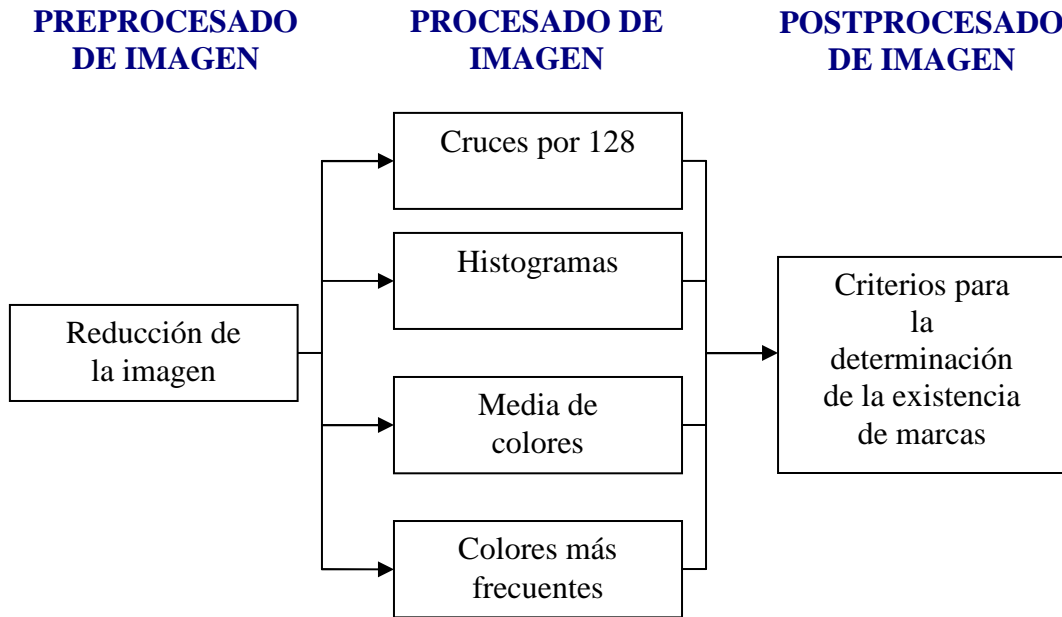 PREPROCESADO
DE IMAGEN
PROCESADO DE
IMAGEN
POSTPROCESADO
DE IMAGEN
Reducción de
la imagen
Cruces por 128
Histogramas
Media de
colores
Colores más
frecuentes
Criterios para
la
determinación
de la existencia
de marcas